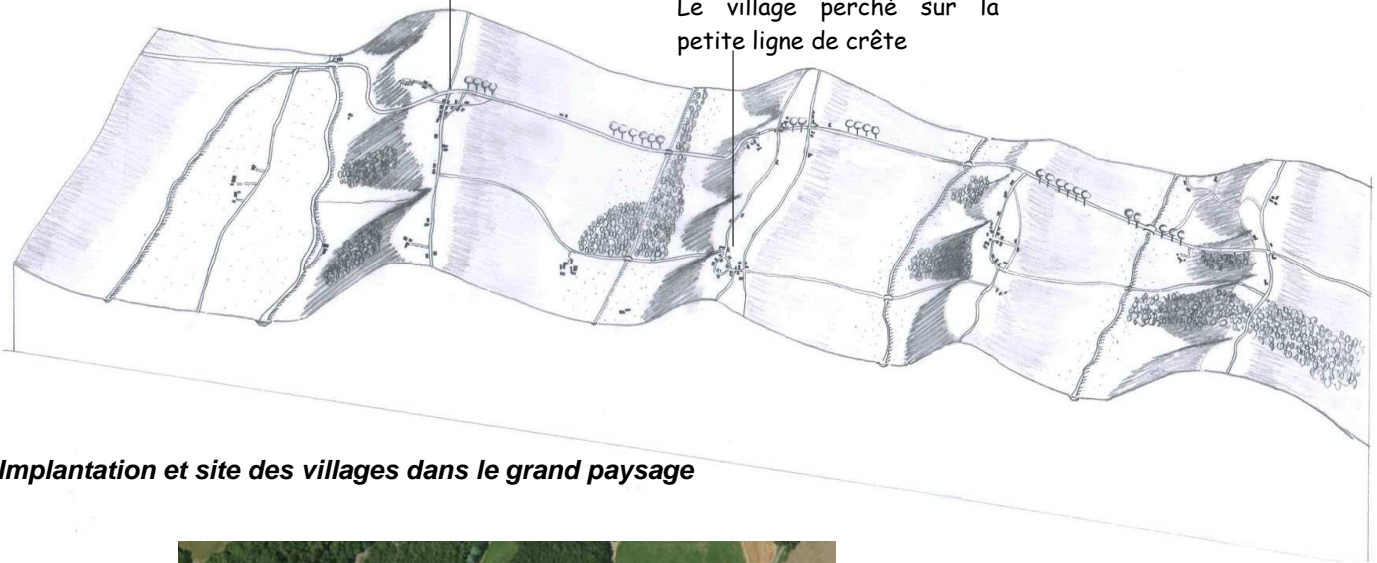 Le village perché sur la
petite ligne de crête
Implantation et site des villages dans le grand paysage